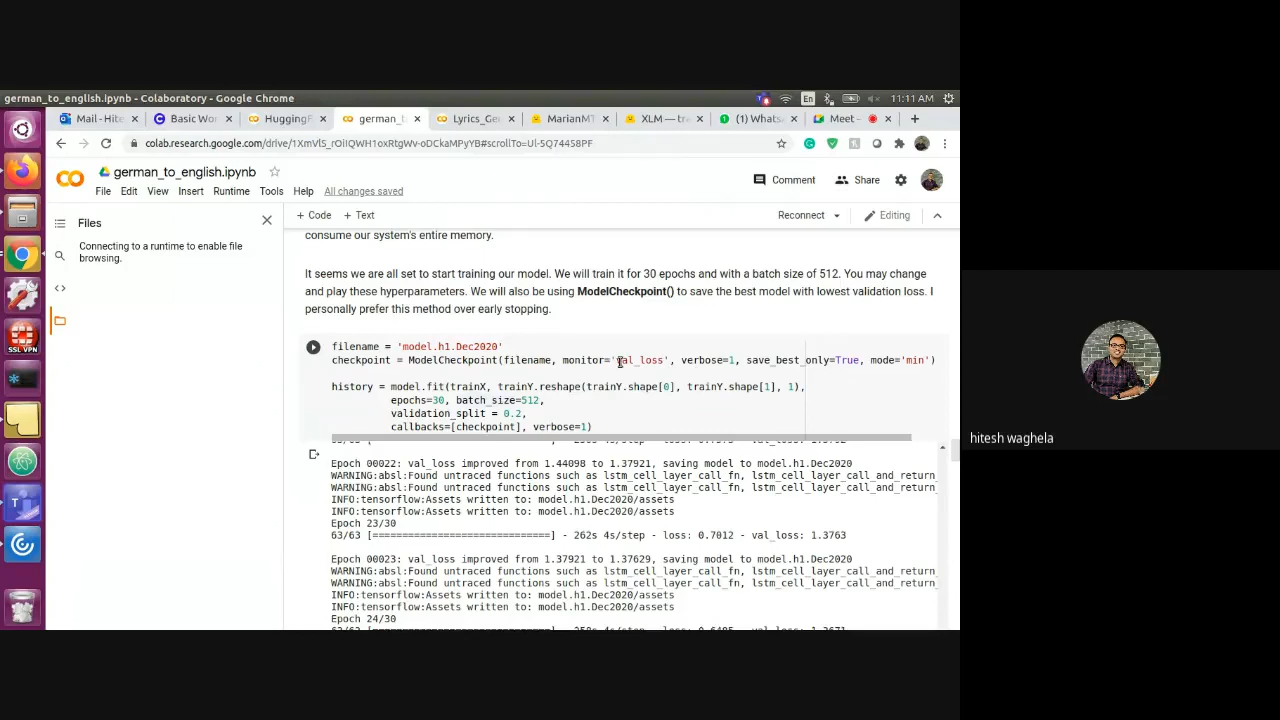 german_to_english.ipynb - Colaboratory - Google Chrome
En
11:11 AM
Mail - Hite
Basic Wor
HuggingF
german_to
Lyrics_Ge
MarianMT
XLM — tra
(1) Whats
Meet –
colab.research.google.com/drive/
german_to_english.ipynb
Comment
Share
File Edit View Insert Runtime Tools Help All changes saved
Files
+ Code + Text
Reconnect
Editing
Connecting to a runtime to enable file
browsing.
consume our system's entire memory.
It seems we are all set to start training our model. We will train it for 30 epochs and with a batch size of 512. You may change
and play these hyperparameters. We will also be using ModelCheckpoint() to save the best model with lowest validation loss. I
personally prefer this method over early stopping.
filename = 'model.h1.Dec2020'
checkpoint = ModelCheckpoint(filename, monitor='val_loss', verbose=1, save_best_only=True, mode='min')
history = model.fit(trainX, trainY.reshape(trainY.shape[0], trainY.shape[1], 1),
epochs=30, batch_size=512,
validation_split = 0.2,
callbacks=[checkpoint], verbose=1)
Epoch 00022: val_loss improved from 1.44098 to 1.37921, saving model to model.h1.Dec2020
WARNING:absl:Found untraced functions such as lstm_cell_layer_call_fn, lstm_cell_layer_call_and_return_
WARNING:absl:Found untraced functions such as lstm_cell_layer_call_fn, lstm_cell_layer_call_and_return_
INFO:tensorflow:Assets written to: model.h1.Dec2020/assets
INFO:tensorflow:Assets written to: model.h1.Dec2020/assets
Epoch 23/30
63/63 [==============================] - 262s 4s/step - loss: 0.7012 - val_loss: 1.3763
Epoch 00023: val_loss improved from 1.37921 to 1.37629, saving model to model.h1.Dec2020
WARNING:absl:Found untraced functions such as lstm_cell_layer_call_fn, lstm_cell_layer_call_and_return_
WARNING:absl:Found untraced functions such as lstm_cell_layer_call_fn, lstm_cell_layer_call_and_return_
INFO:tensorflow:Assets written to: model.h1.Dec2020/assets
INFO:tensorflow:Assets written to: model.h1.Dec2020/assets
Epoch 24/30
SSL VPN
hitesh waghela